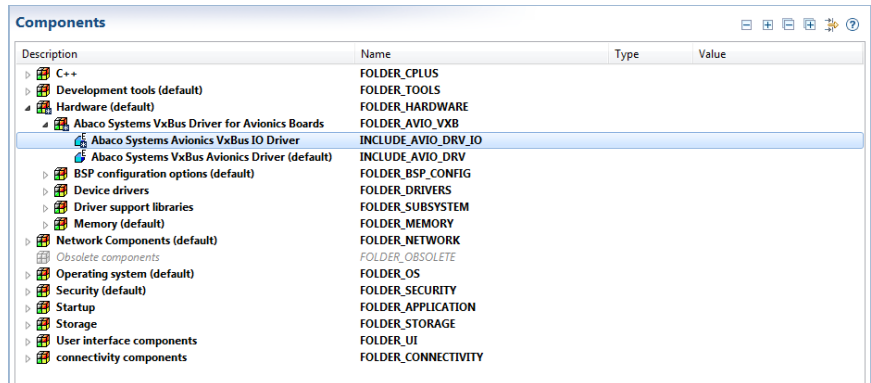 Components
Description Name Type Value
C++ FOLDER_CPLUS
Development tools (default) FOLDER_TOOLS
Hardware (default) FOLDER_HARDWARE
Abaco Systems VxBus Driver for Avionics Boards FOLDER_AVIO_VXB
Abaco Systems Avionics VxBus IO Driver INCLUDE_AVIO_DRV_IO
Abaco Systems VxBus Avionics Driver (default) INCLUDE_AVIO_DRV
BSP configuration options (default) FOLDER_BSP_CONFIG
Device drivers FOLDER_DRIVERS
Driver support libraries FOLDER_SUBSYSTEM
Memory (default) FOLDER_MEMORY
Network Components (default) FOLDER_NETWORK
Obsolete components FOLDER_OBSOLETE
Operating system (default) FOLDER_OS
Security (default) FOLDER_SECURITY
Startup FOLDER_APPLICATION
Storage FOLDER_STORAGE
User interface components FOLDER_UI
connectivity components FOLDER_CONNECTIVITY